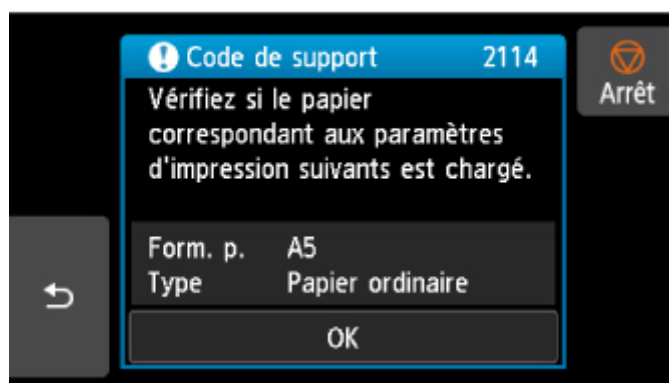 Code de support 2114
Arrêt
Vérifiez si le papier
correspondant aux paramètres
d'impression suivants est chargé.
Form. p. A5
Type Papier ordinaire
OK